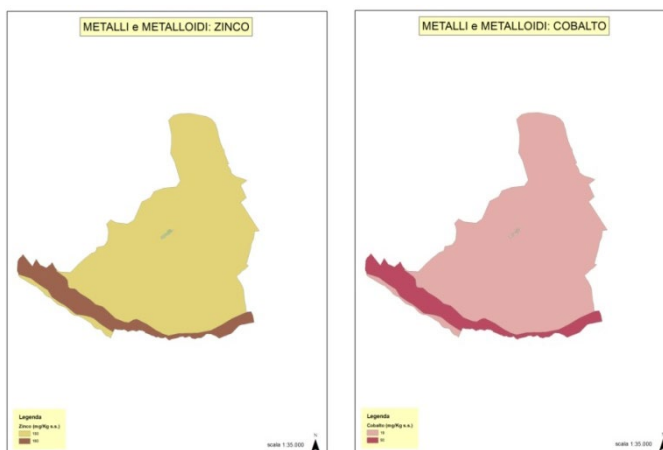 METALLI e METALLOIDI: ZINCO
Legenda
Zinco (mg/Kg s.s.)
scala 1:35.000
N
METALLI e METALLOIDI: COBALTO
Legenda
Cobalto (mg/Kg s.s.)
scala 1:35.000
N